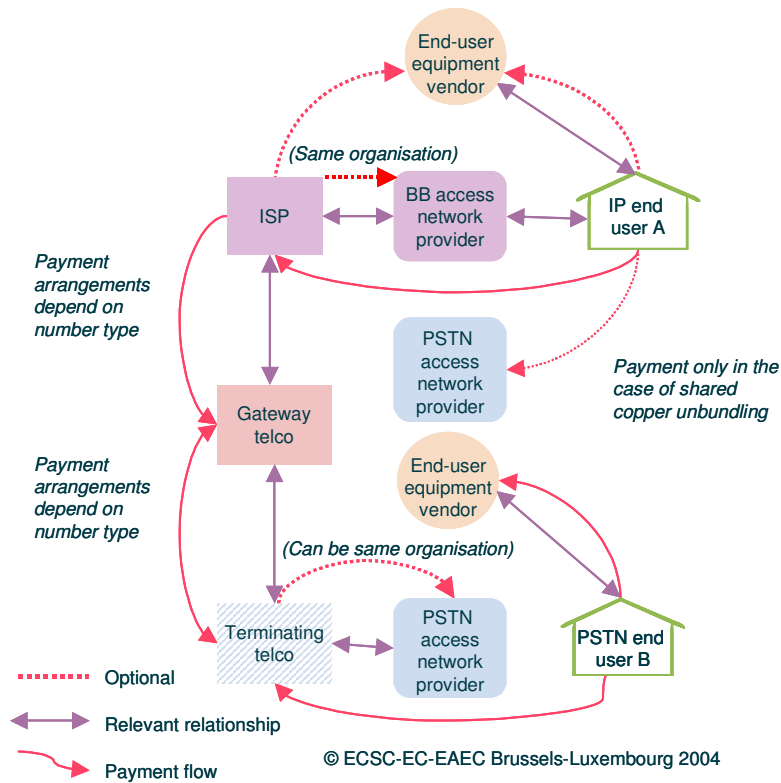 End-user
equipment
vendor
(Same organisation)
ISP
BB access
network
provider
IP end
user A
Payment
arrangements
depend on
number type
PSTN
access
network
provider
Payment only in the
case of shared
copper unbundling
Gateway
telco
Payment
arrangements
depend on
number type
End-user
equipment
vendor
(Can be same organisation)
Terminating
telco
PSTN
access
network
provider
PSTN end
user B
Optional
Relevant relationship
Payment flow
© ECSC-EC-EAEC Brussels-Luxembourg 2004